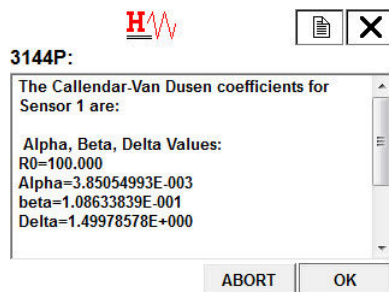 H
3144P:
The Callendar-Van Dusen coefficients for
Sensor 1 are:
Alpha, Beta, Delta Values:
R0=100.000
Alpha=3.85054993E-003
beta=1.08633839E-001
Delta=1.49978578E+000
ABORT OK